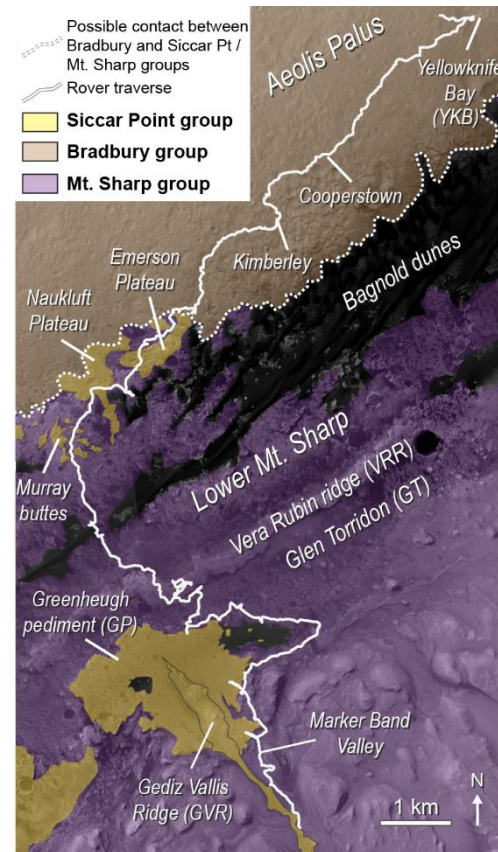 Possible contact between
Bradbury and Siccar Pt /
Mt. Sharp groups
Rover traverse
Siccar Point group
Bradbury group
Mt. Sharp group
Aeolis Palus
Yellowknife
Bay
(YKB)
Cooperstown
Kimberley
Emerson
Plateau
Bagnold dunes
Naukluft
Plateau
Lower Mt. Sharp
Murray
buttes
Vera Rubin ridge (VRR)
Glen Torridon (GT)
Greenheugh
pediment (GP)
Marker Band
Valley
Gediz Vallis
Ridge (GVR)
N
1 km